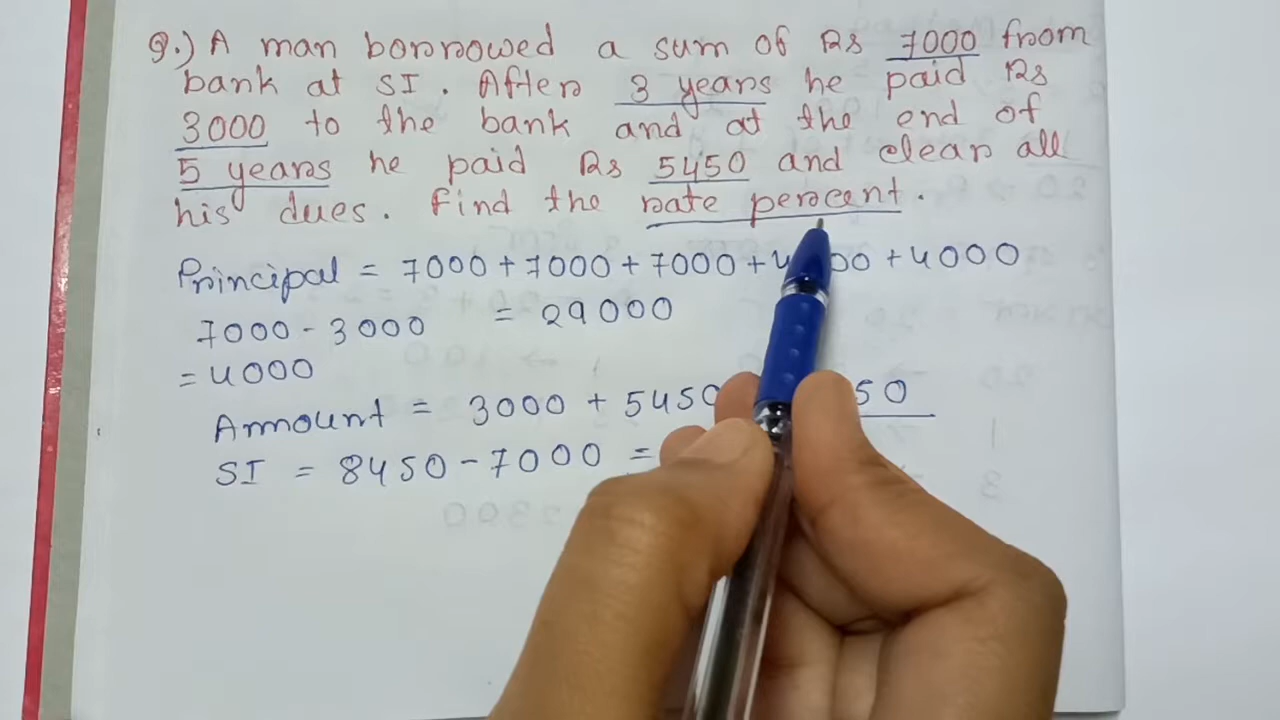 Q.) A man borrowed a sum of Rs 7000 from
bank at SI. After 3 years he paid Rs
3000 to the bank and at the end of
5 years he paid Rs 5450 and clear all
his dues. Find the rate percent.
Principal = 7000 + 7000 + 7000 + 00 + 4000
7000 - 3000 = 29000
= 4000
Amount = 3000 + 5450 50
SI = 8450 - 7000 =